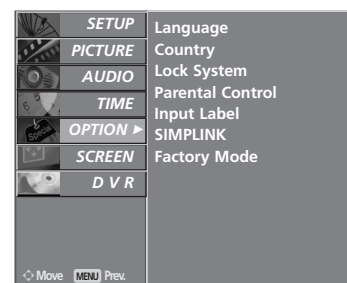 SETUP
PICTURE
AUDIO
TIME
OPTION ►
SCREEN
D V R
Language
Country
Lock System
Parental Control
Input Label
SIMPLINK
Factory Mode
Move MENU Prev.